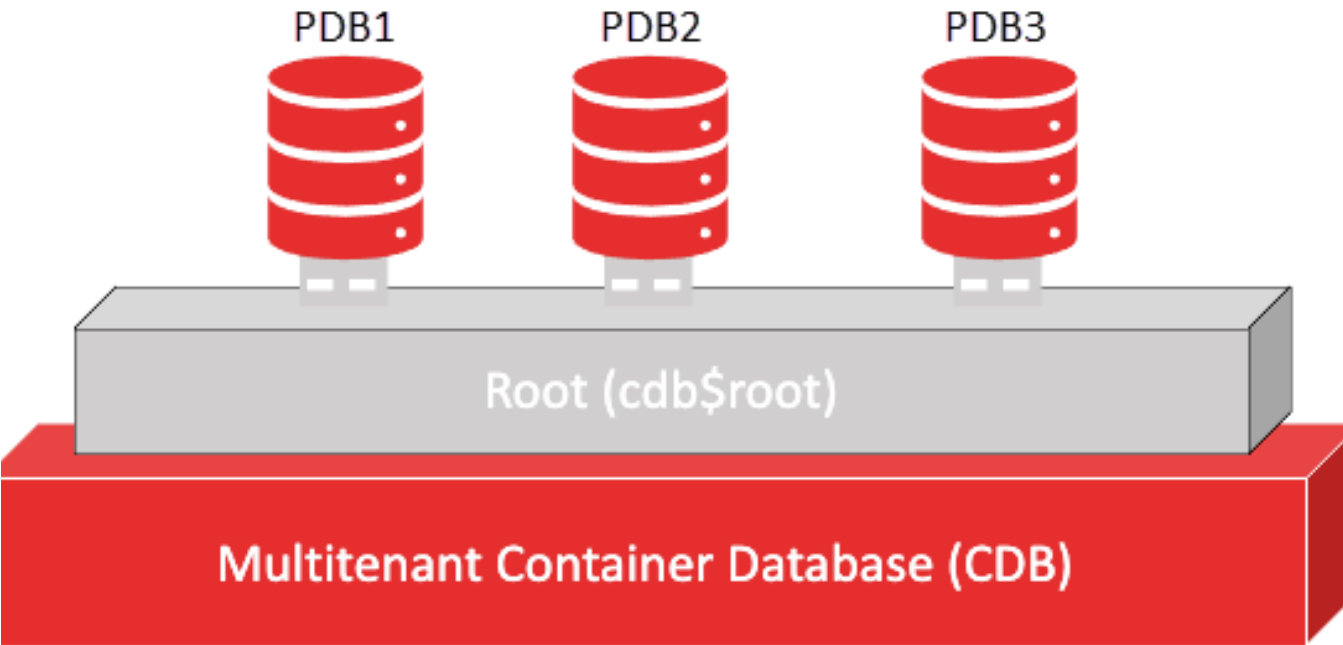 PDB1 PDB2 PDB3
Root (cdb$root)
Multitenant Container Database (CDB)